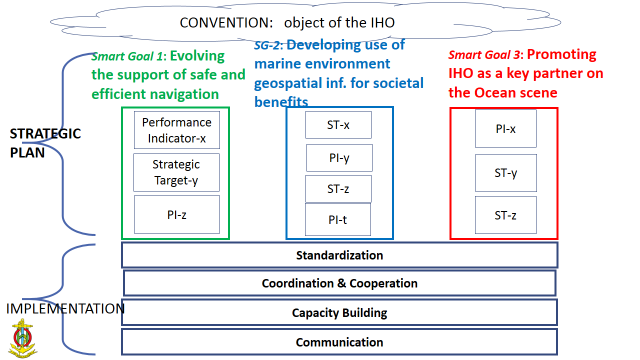 CONVENTION: object of the IHO
Smart Goal 1: Evolving
the support of safe and
efficient navigation
SG-2: Developing use of
marine environment
geospatial inf. for societal
benefits
Smart Goal 3: Promoting
IHO as a key partner on
the Ocean scene
STRATEGIC
PLAN
Performance
Indicator-x
Strategic
Target-y
PI-z
ST-x
PI-y
ST-z
PI-t
PI-x
ST-y
ST-z
IMPLEMENTATION
Standardization
Coordination & Cooperation
Capacity Building
Communication